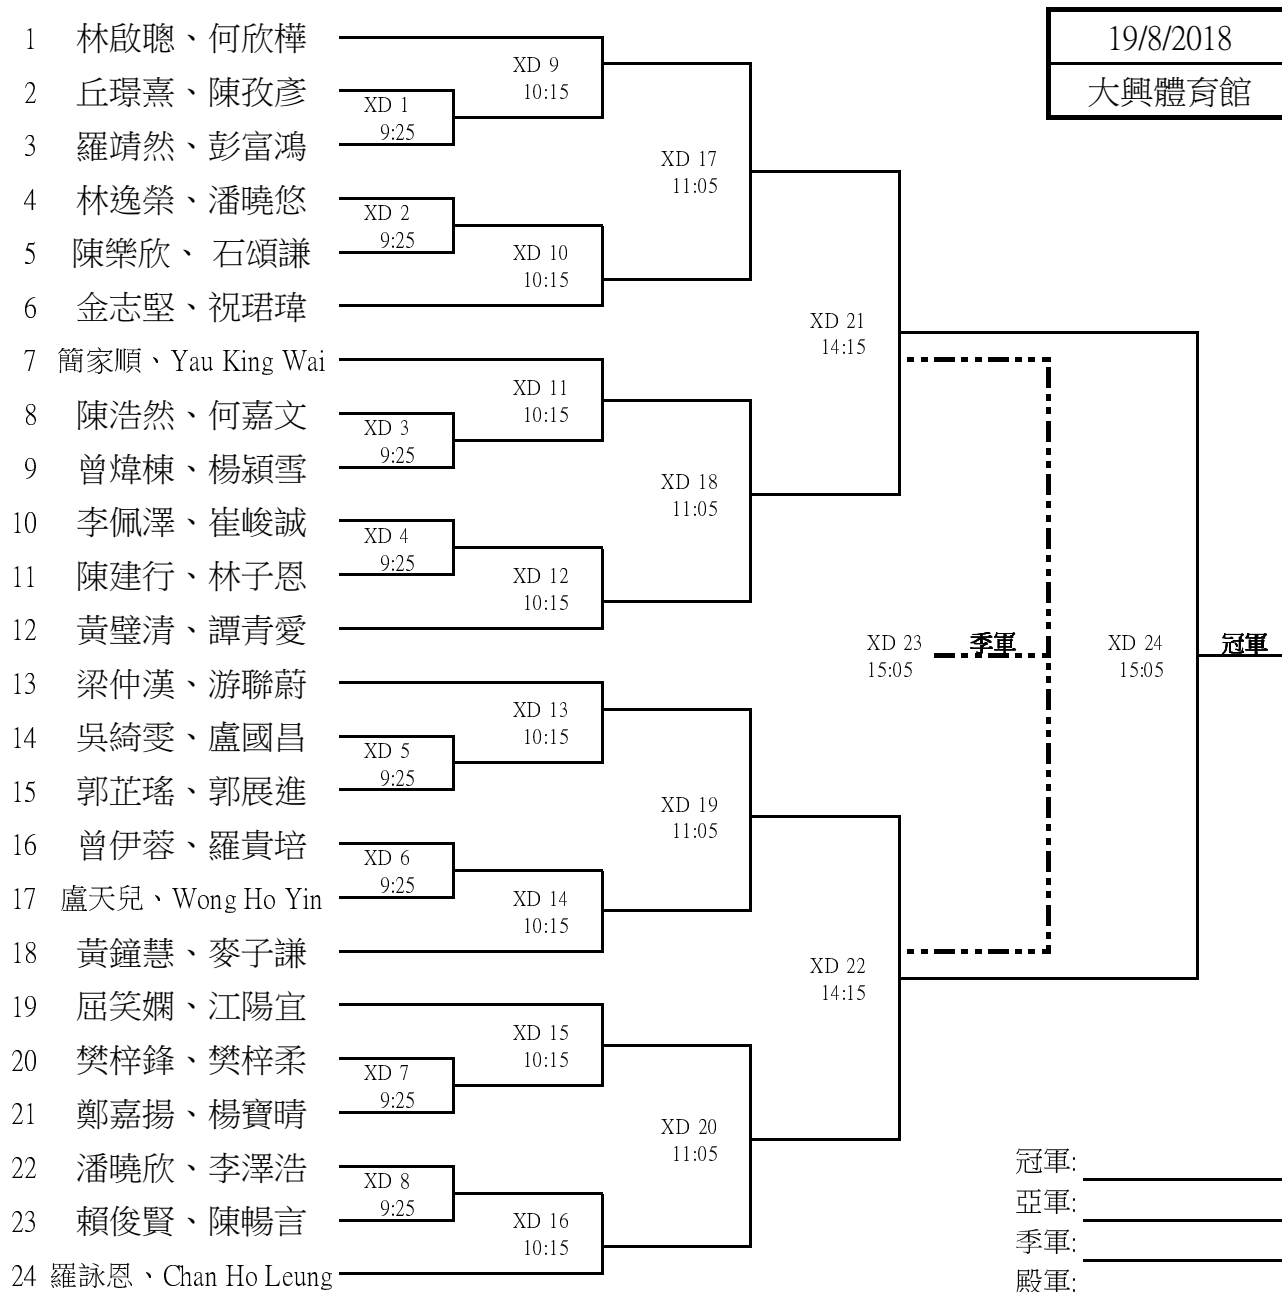 19/8/2018
大興體育館
1 林啟聰、何欣樺
2 丘璟熹、陳孜彥
3 羅靖然、彭富鴻
4 林逸榮、潘曉悠
5 陳樂欣、 石頌謙
6 金志堅、祝珺瑋
7 簡家順、Yau King Wai
8 陳浩然、何嘉文
9 曾煒棟、楊潁雪
10 李佩澤、崔峻誠
11 陳建行、林子恩
12 黃璧清、譚青愛
13 梁仲漢、游聯蔚
14 吳綺雯、盧國昌
15 郭芷瑤、郭展進
16 曾伊蓉、羅貴培
17 盧天兒、Wong Ho Yin
18 黃鐘慧、麥子謙
19 屈笑嫻、江陽宜
20 樊梓鋒、樊梓柔
21 鄭嘉揚、楊寶晴
22 潘曉欣、李澤浩
23 賴俊賢、陳暢言
24 羅詠恩、Chan Ho Leung
XD 1
9:25
XD 2
9:25
XD 3
9:25
XD 4
9:25
XD 5
9:25
XD 6
9:25
XD 7
9:25
XD 8
9:25
XD 9
10:15
XD 10
10:15
XD 11
10:15
XD 12
10:15
XD 13
10:15
XD 14
10:15
XD 15
10:15
XD 16
10:15
XD 17
11:05
XD 18
11:05
XD 19
11:05
XD 20
11:05
XD 21
14:15
XD 22
14:15
XD 23
15:05
季軍
XD 24
15:05
冠軍
冠軍:
亞軍:
季軍:
殿軍: